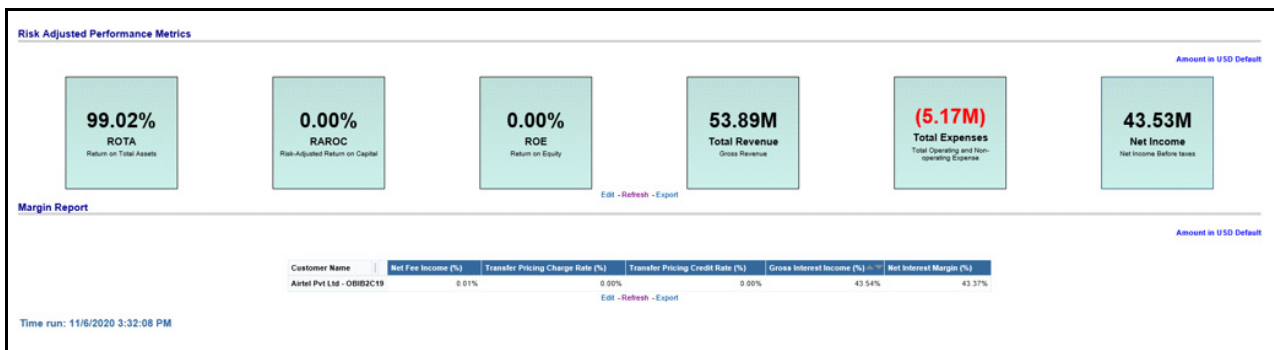 Risk Adjusted Performance Metrics
Amount in USD Default
99.02%
ROTA
Return on Total Assets
0.00%
RAROC
Risk-Adjusted Return on Capital
0.00%
ROE
Return on Equity
53.89M
Total Revenue
Gross Revenue
(5.17M)
Total Expenses
Total Operating and Non-
operating Expense
43.53M
Net Income
Net Income Before taxes
Edit - Refresh - Export
Margin Report
Amount in USD Default
Customer Name Net Fee Income (%) Transfer Pricing Charge Rate (%) Transfer Pricing Credit Rate (%) Gross Interest Income (%) Net Interest Margin (%)
Airtel Pvt Ltd - OBIB2C19 0.01% 0.00% 0.00% 43.54% 43.37%
Edit - Refresh - Export
Time run: 11/6/2020 3:32:08 PM